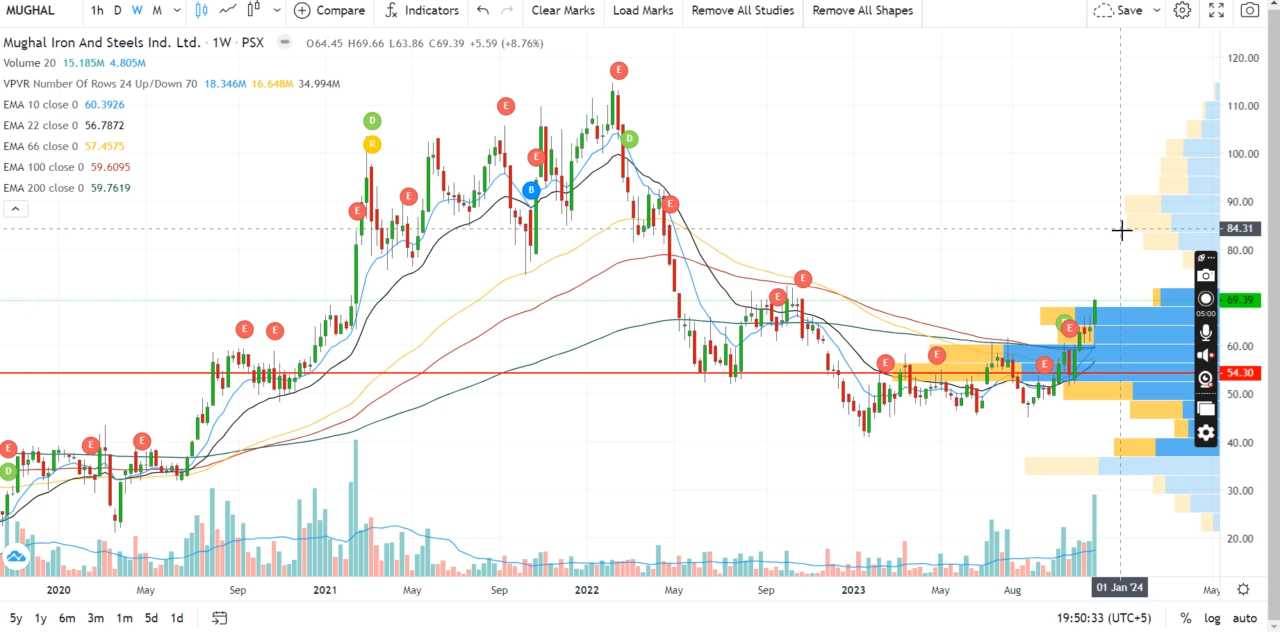 MUGHAL 1h D W M Compare Indicators Clear Marks Load Marks Remove All Studies Remove All Shapes Save
Mughal Iron And Steels Ind. Ltd. · 1W · PSX O64.45 H69.66 L63.86 C69.39 +5.59 (+8.76%)
Volume 20 15.185M 4.805M
VPVR Number Of Rows 24 Up/Down 70 18.346M 16.648M 34.994M
EMA 10 close 0 60.3926
EMA 22 close 0 56.7872
EMA 66 close 0 57.4575
EMA 100 close 0 59.6095
EMA 200 close 0 59.7619
120.00
110.00
100.00
90.00
84.31
80.00
69.39
60.00
54.30
50.00
40.00
30.00
20.00
E
D
R
E
E
B
E
E
E
D
E
E
E
E
E
E
E
E
E
E
E
E
D
05:00
2020 May Sep 2021 May Sep 2022 May Sep 2023 May Aug 01 Jan '24 May
5y 1y 6m 3m 1m 5d 1d 19:50:33 (UTC+5) % log auto